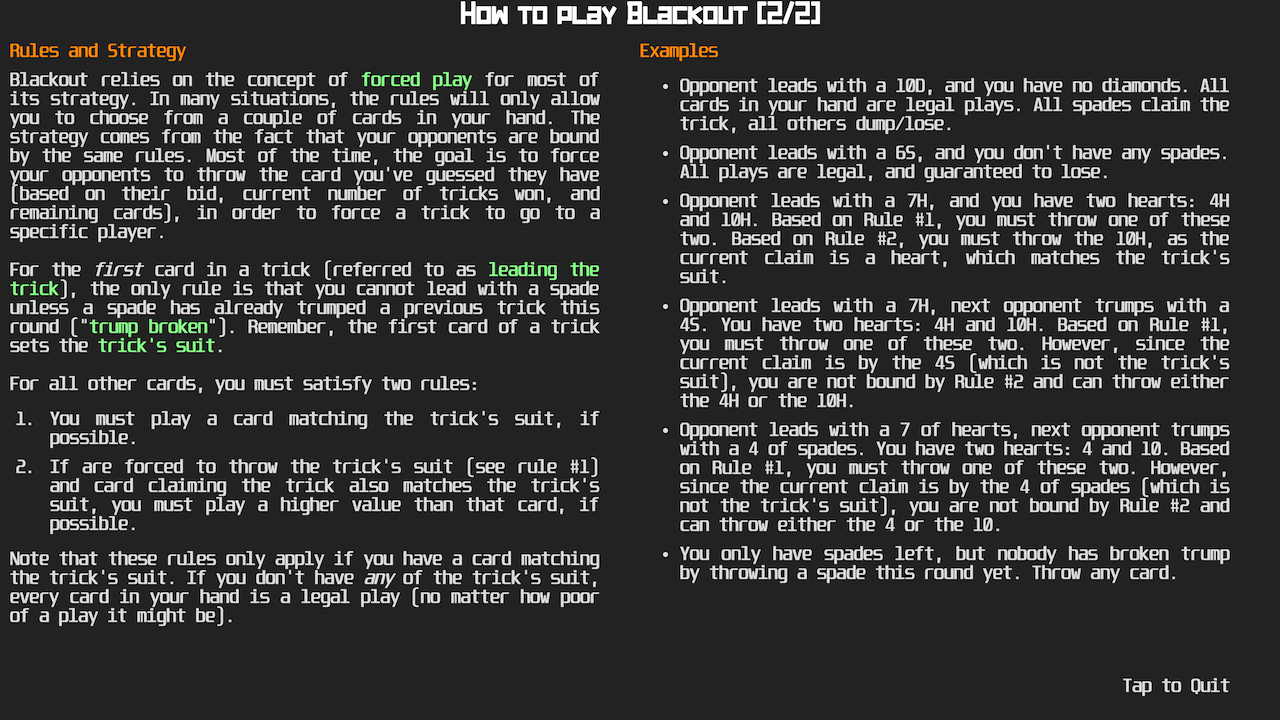 How to play Blackout (2/2)
Rules and Strategy
Blackout relies on the concept of forced play for most of
its strategy. In many situations, the rules will only allow
you to choose from a couple of cards in your hand. The
strategy comes from the fact that your opponents are bound
by the same rules. Most of the time, the goal is to force
your opponents to throw the card you've guessed they have
(based on their bid, current number of tricks won, and
remaining cards), in order to force a trick to go to a
specific player.
For the first card in a trick (referred to as leading the
trick), the only rule is that you cannot lead with a spade
unless a spade has already trumped a previous trick this
round ("trump broken"). Remember, the first card of a trick
sets the trick's suit.
For all other cards, you must satisfy two rules:
1. You must play a card matching the trick's suit, if
possible.
2. If are forced to throw the trick's suit (see rule #1)
and card claiming the trick also matches the trick's
suit, you must play a higher value than that card, if
possible.
Note that these rules only apply if you have a card matching
the trick's suit. If you don't have any of the trick's suit,
every card in your hand is a legal play (no matter how poor
of a play it might be).
Examples
• Opponent leads with a 10D, and you have no diamonds. All
cards in your hand are legal plays. All spades claim the
trick, all others dump/lose.
• Opponent leads with a 6S, and you don't have any spades.
All plays are legal, and guaranteed to lose.
• Opponent leads with a 7H, and you have two hearts: 4H
and 10H. Based on Rule #1, you must throw one of these
two. Based on Rule #2, you must throw the 10H, as the
current claim is a heart, which matches the trick's
suit.
• Opponent leads with a 7H, next opponent trumps with a
4S. You have two hearts: 4H and 10H. Based on Rule #1,
you must throw one of these two. However, since the
current claim is by the 4S (which is not the trick's
suit), you are not bound by Rule #2 and can throw either
the 4H or the 10H.
• Opponent leads with a 7 of hearts, next opponent trumps
with a 4 of spades. You have two hearts: 4 and 10. Based
on Rule #1, you must throw one of these two. However,
since the current claim is by the 4 of spades (which is
not the trick's suit), you are not bound by Rule #2 and
can throw either the 4 or the 10.
• You only have spades left, but nobody has broken trump
by throwing a spade this round yet. Throw any card.
Tap to Quit